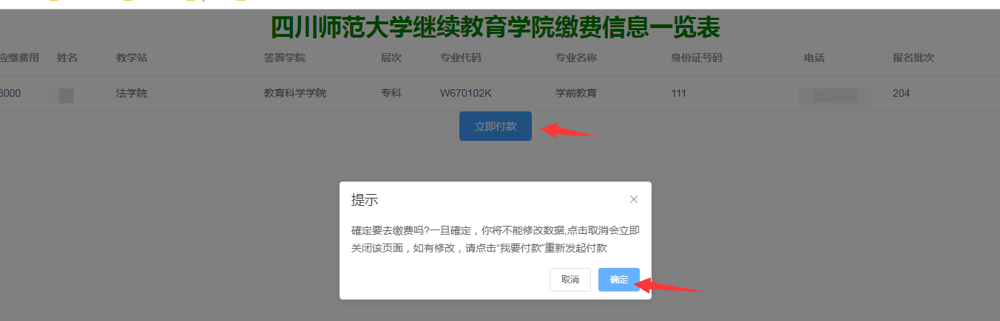 四川师范大学继续教育学院缴费信息一览表
应缴费用 姓名 教学站 签署学院 层次 专业代码 专业名称 身份证号码 电话 报名批次
3000 法学院 教育科学学院 专科 W670102K 学前教育 111 204
立即付款
提示
確定要去缴费吗?一旦確定，你将不能修改数据,点击取消会立即
关闭该页面，如有修改，请点击“我要付款”重新发起付款
取消 确定